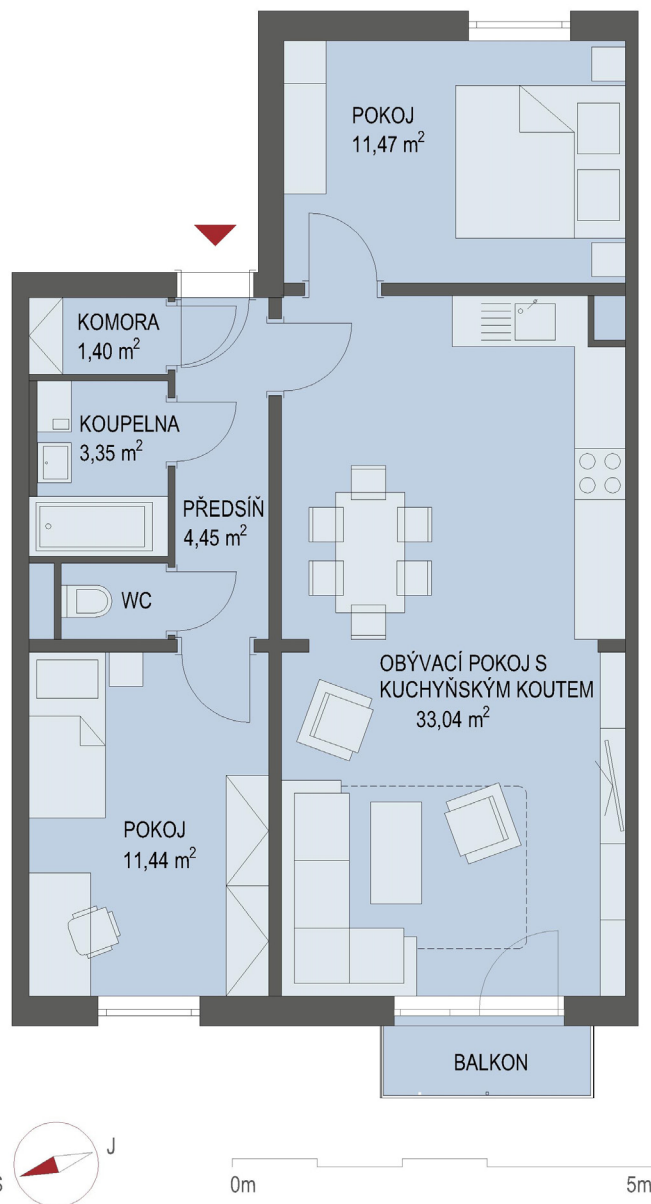 POKOJ
11,47 m²
KOMORA
1,40 m²
KOUPELNA
3,35 m²
PŘEDSÍŇ
4,45 m²
WC
OBÝVACÍ POKOJ S
KUCHYŇSKÝM KOUTEM
33,04 m²
POKOJ
11,44 m²
BALKON
J
S
0m
5m